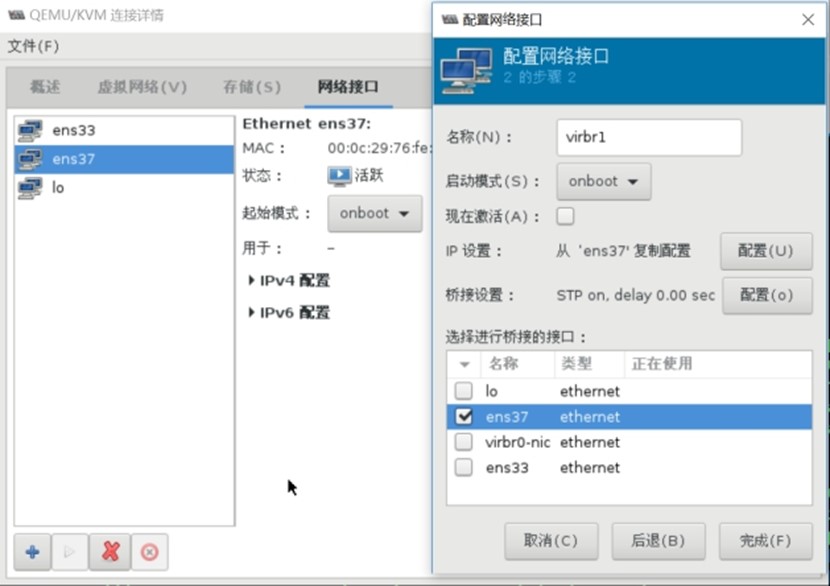 QEMU/KVM 连接详情
文件(F)
概述 虚拟网络(V) 存储(S) 网络接口
ens33
ens37
lo
Ethernet ens37:
MAC： 00:0c:29:76:fe:
状态： 活跃
起始模式： onboot
用于： –
IPv4 配置
IPv6 配置
配置网络接口
配置网络接口
2 的步骤 2
名称(N)： virbr1
启动模式(S)： onboot
现在激活(A)：
IP 设置： 从 'ens37' 复制配置 配置(U)
桥接设置： STP on, delay 0.00 sec 配置(o)
选择进行桥接的接口：
名称 类型 正在使用
lo ethernet
ens37 ethernet
virbr0-nic ethernet
ens33 ethernet
取消(C) 后退(B) 完成(F)